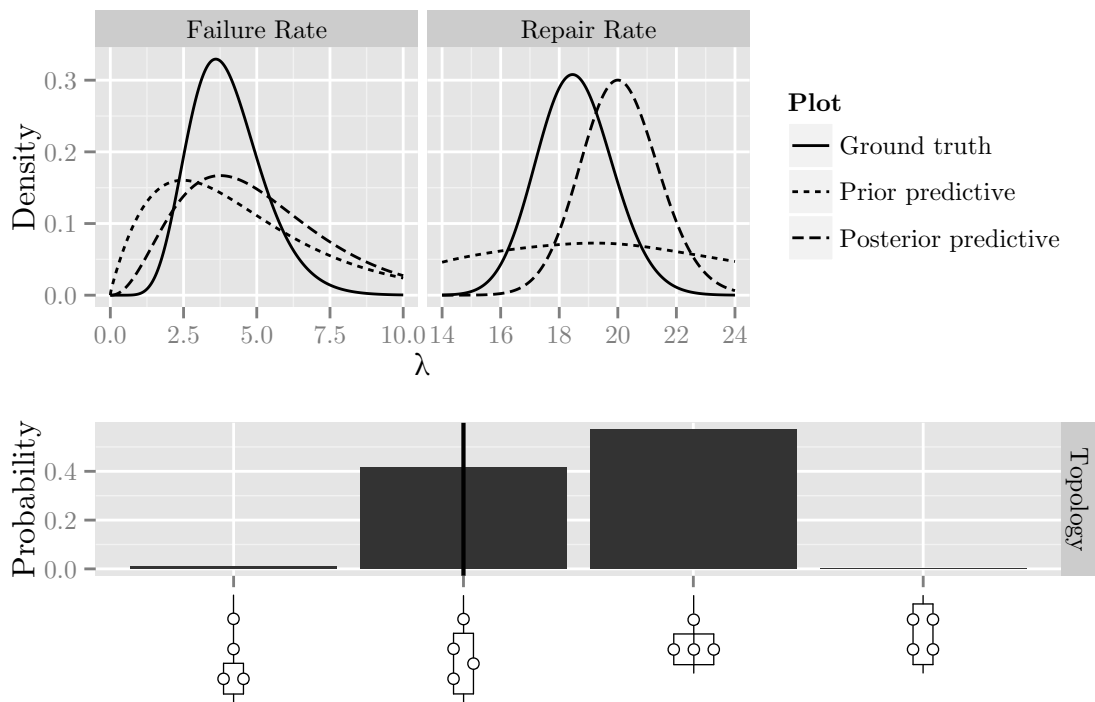 Failure Rate Repair Rate
0.3
0.2
0.1
0.0
Density
0.0 2.5 5.0 7.5 10.0 14 16 18 20 22 24
λ
Plot
Ground truth
Prior predictive
Posterior predictive
Probability
0.4
0.2
0.0
Topology